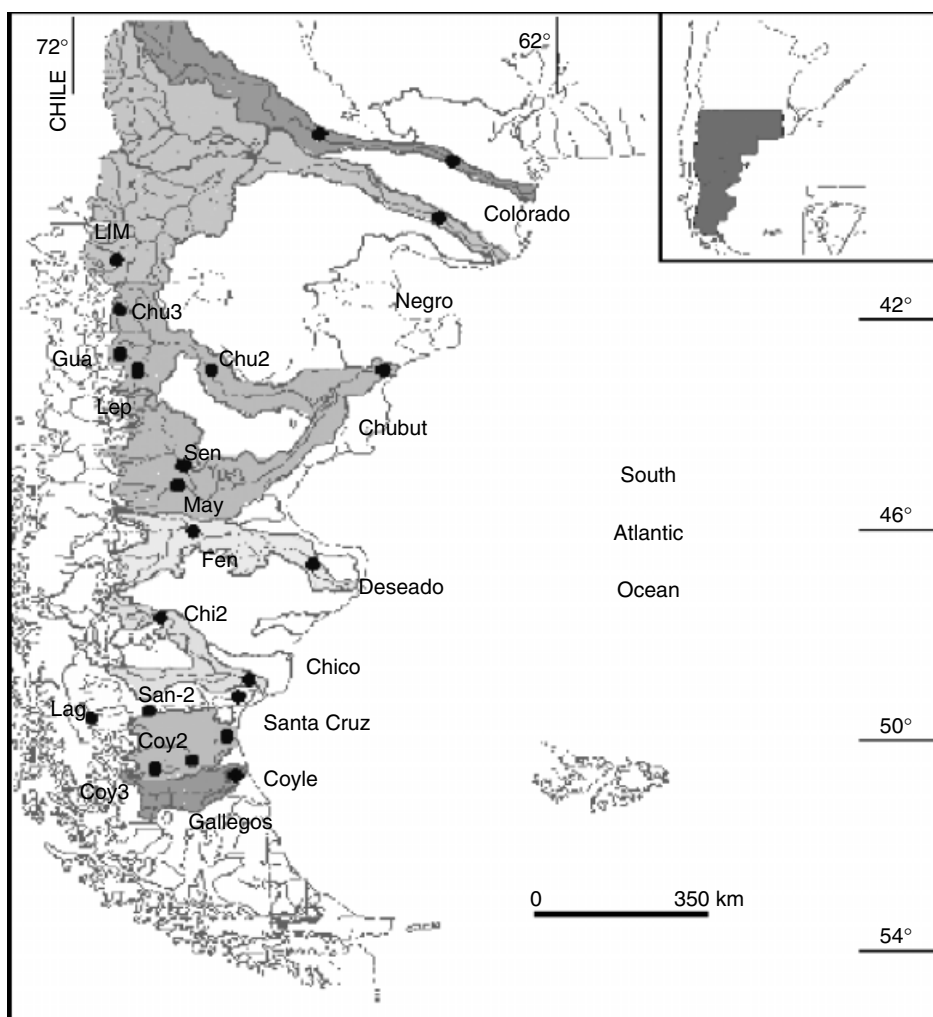 72°
62°
CHILE
Colorado
LIM
Negro
42°
Chu3
Gua
Chu2
Lep
Chubut
Sen
South
May
46°
Atlantic
Fen
Deseado
Ocean
Chi2
Chico
San-2
Lag
Santa Cruz
50°
Coy2
Coyle
Coy3
Gallegos
0 350 km
54°